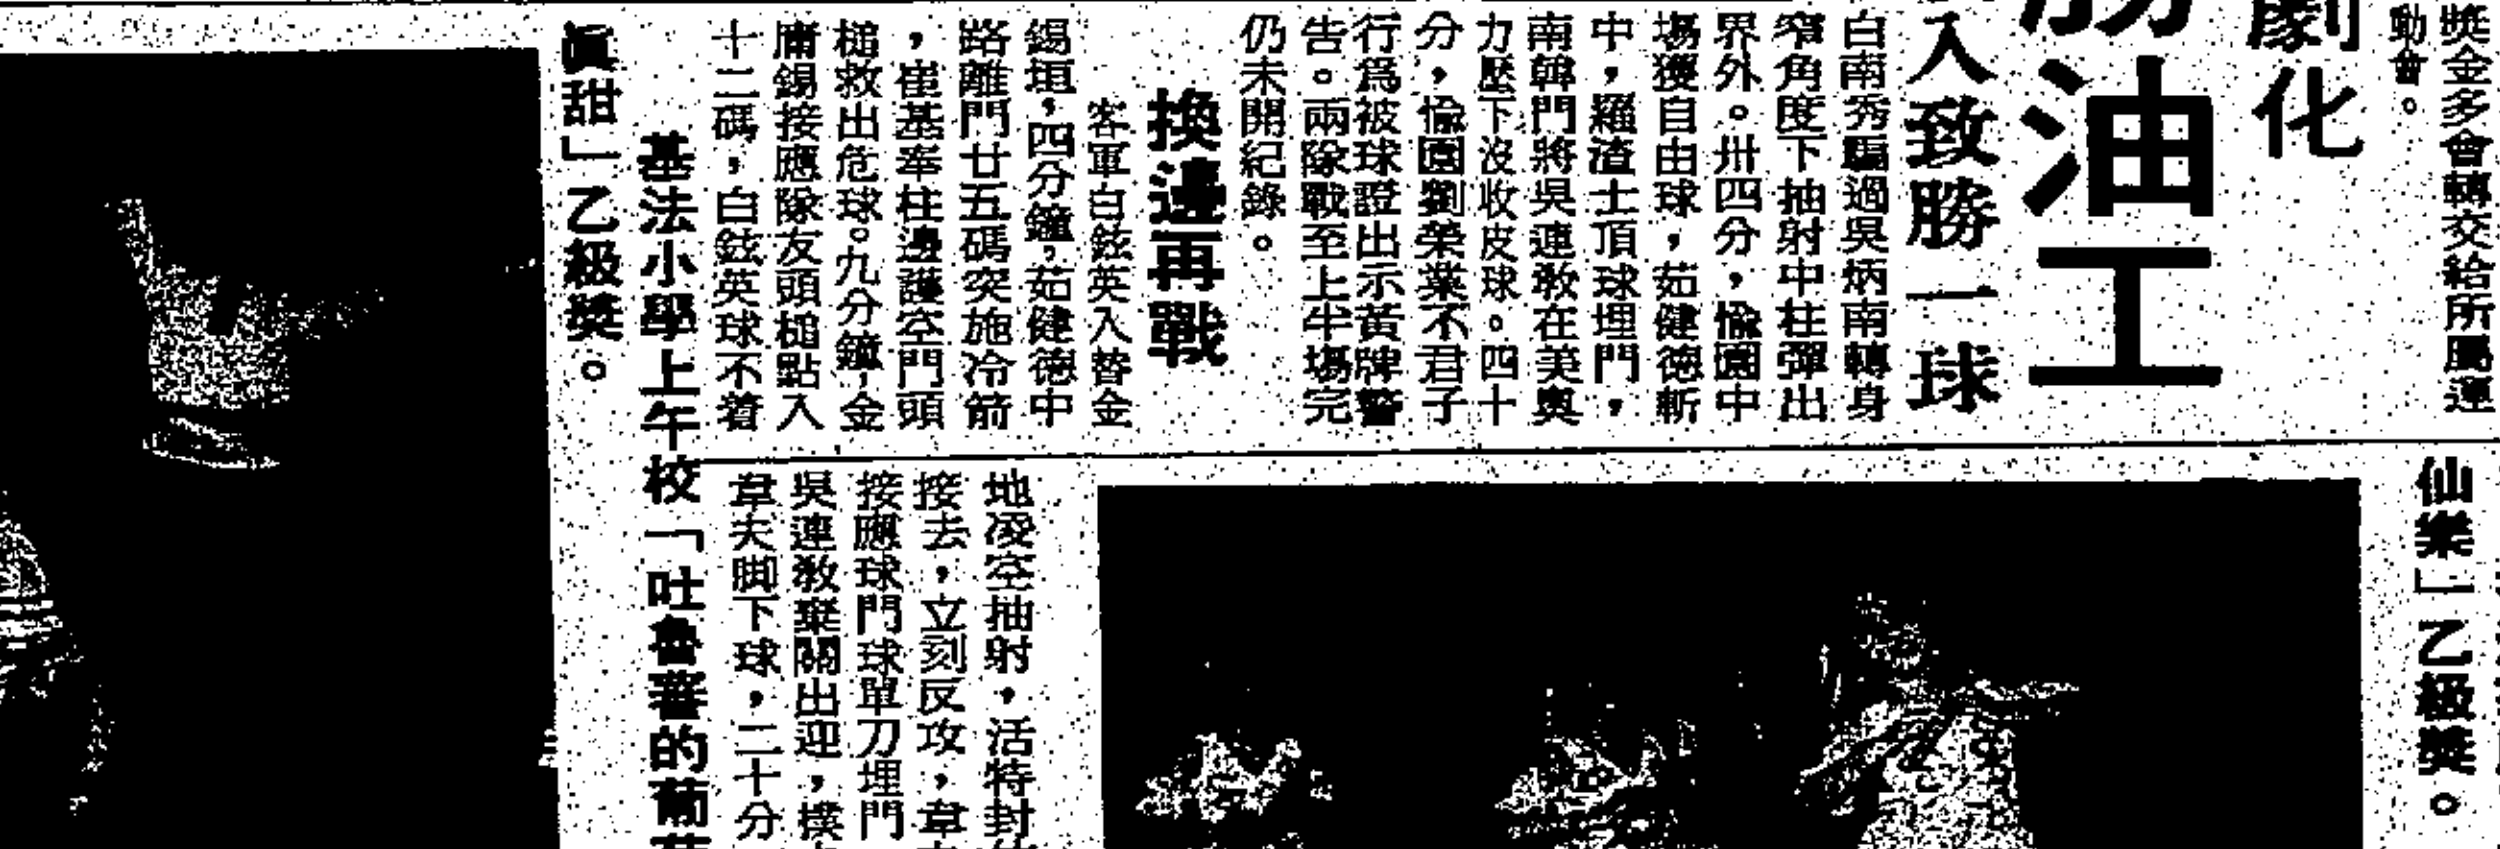 獎金多會轉交給所屬運
動會。
劇化
油工
入致勝一球
白南秀騙過吳炳南轉身
窄角度下抽射中柱彈出
界外。卅四分，愉園中
場獲自由球，茹健德斬
中，羅渣士頂球埋門，
南韓門將吳連教在美輿
力壓下沒收皮球。四十
分，愉園劉榮業不君子
行爲被球證出示黃牌警
告。兩隊戰至上半塲完
仍未開紀錄。
換邊再戰
客軍白鉉英入替金
錫垣，四分鐘，茹健德中
路離門廿五碼突施冷箭
，崔基奉柱邊護空門頭
槌救出危球。九分鐘，金
庸錫接應隊友頭槌點入
十二碼，白鉉英球不着
地凌空抽射，活特封
接去，立刻反攻，韋
接應球門球單刀埋門
吳連教棄關出迎，撲
韋夫脚下球，二十分
基法小學上午校「吐魯番的葡
眞甜」乙級獎。
仙樂」乙級獎。